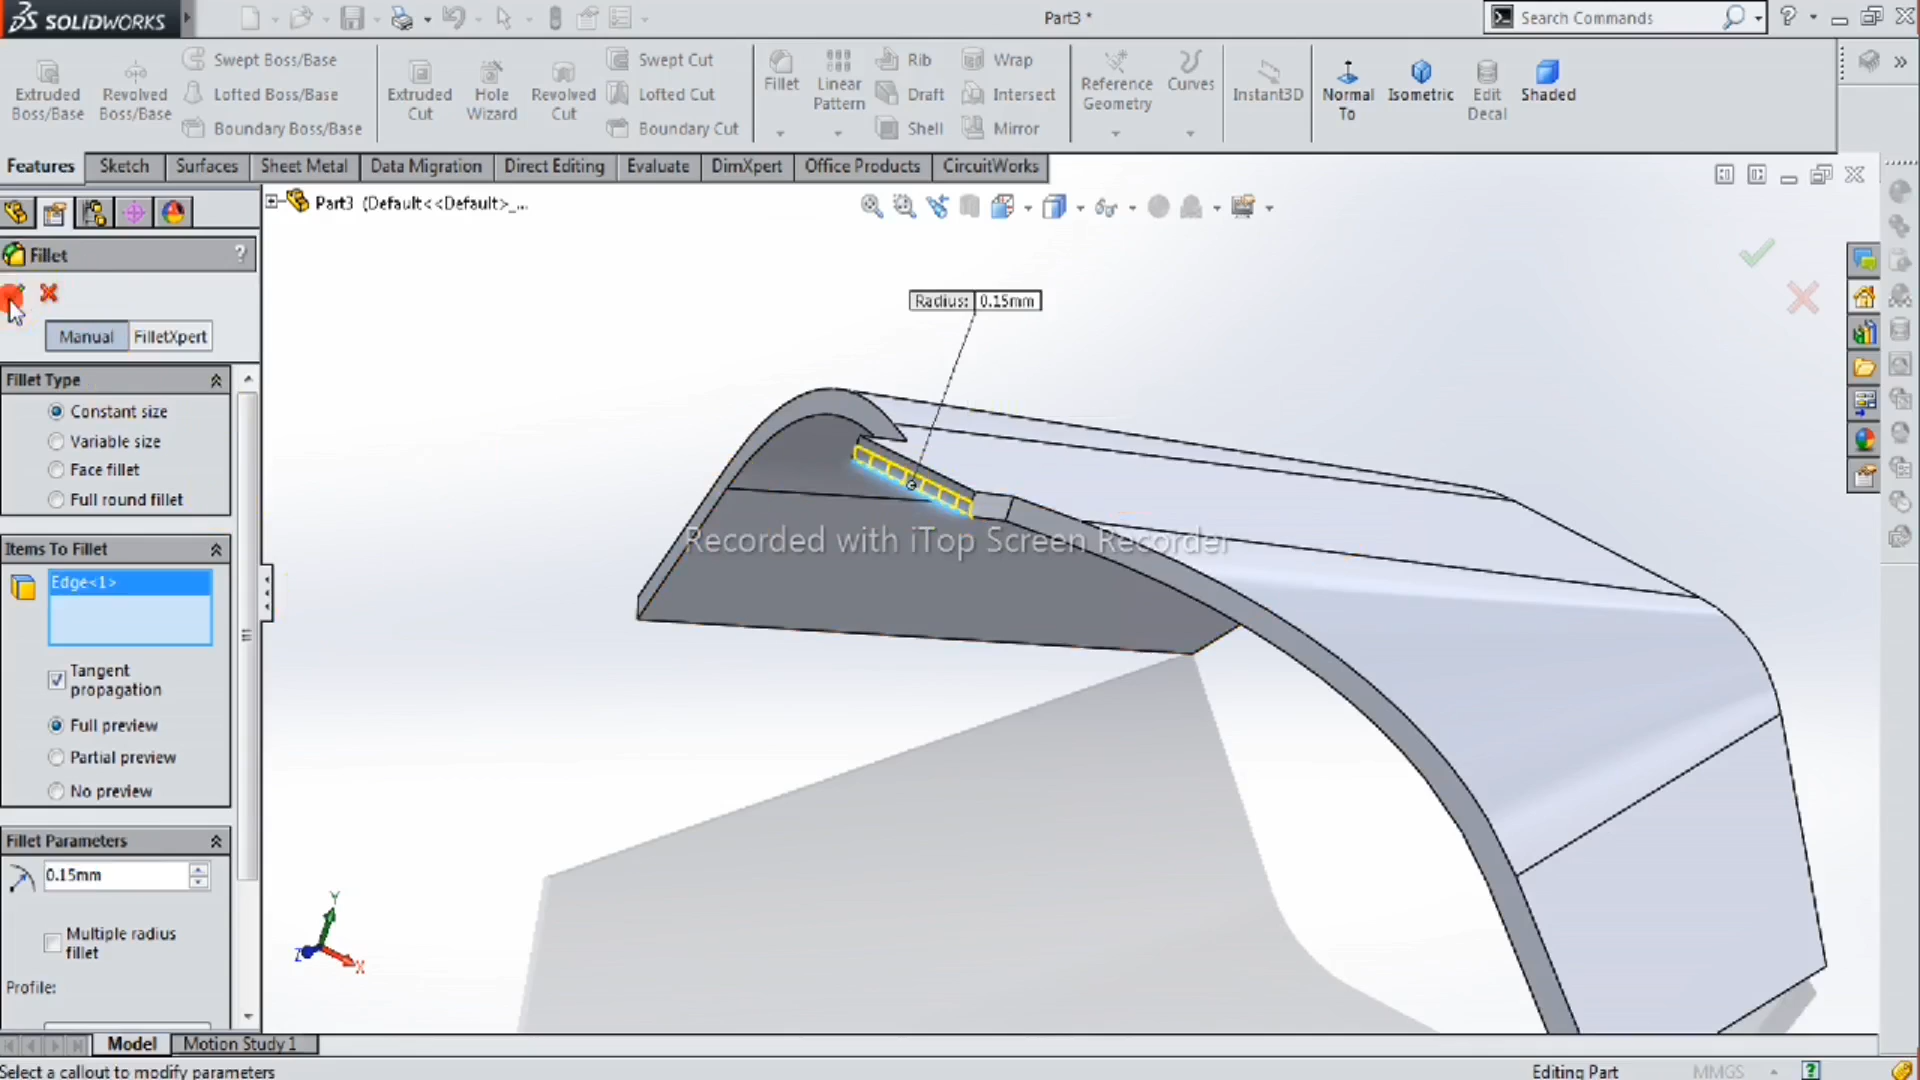 SOLIDWORKS
Part3 *
Search Commands
Extruded Boss/Base
Revolved Boss/Base
Swept Boss/Base
Lofted Boss/Base
Boundary Boss/Base
Extruded Cut
Hole Wizard
Revolved Cut
Swept Cut
Lofted Cut
Boundary Cut
Fillet
Linear Pattern
Rib
Draft
Shell
Wrap
Intersect
Mirror
Reference Geometry
Curves
Instant3D
Normal To
Isometric
Edit Decal
Shaded
Features
Sketch
Surfaces
Sheet Metal
Data Migration
Direct Editing
Evaluate
DimXpert
Office Products
CircuitWorks
Part3 (Default<<Default>_...
Fillet
?
Manual
FilletXpert
Fillet Type
Constant size
Variable size
Face fillet
Full round fillet
Items To Fillet
Edge<1>
Tangent propagation
Full preview
Partial preview
No preview
Fillet Parameters
0.15mm
Multiple radius fillet
Profile:
Radius: 0.15mm
Recorded with iTop Screen Recorder
Y
Z
X
Model
Motion Study 1
Select a callout to modify parameters
Editing Part
MMGS
?